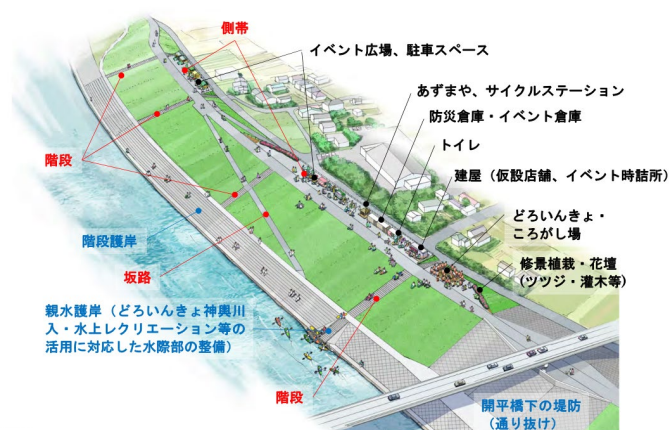 側帯
イベント広場、駐車スペース
あずまや、サイクルステーション
防災倉庫・イベント倉庫
トイレ
建屋（仮設店舗、イベント時詰所）
どろいんきょ・
ころがし場
修景植栽・花壇
（ツツジ・灌木等）
階段
階段護岸
坂路
親水護岸（どろいんきょ神輿川
入・水上レクリエーション等の
活用に対応した水際部の整備）
階段
開平橋下の堤防
（通り抜け）